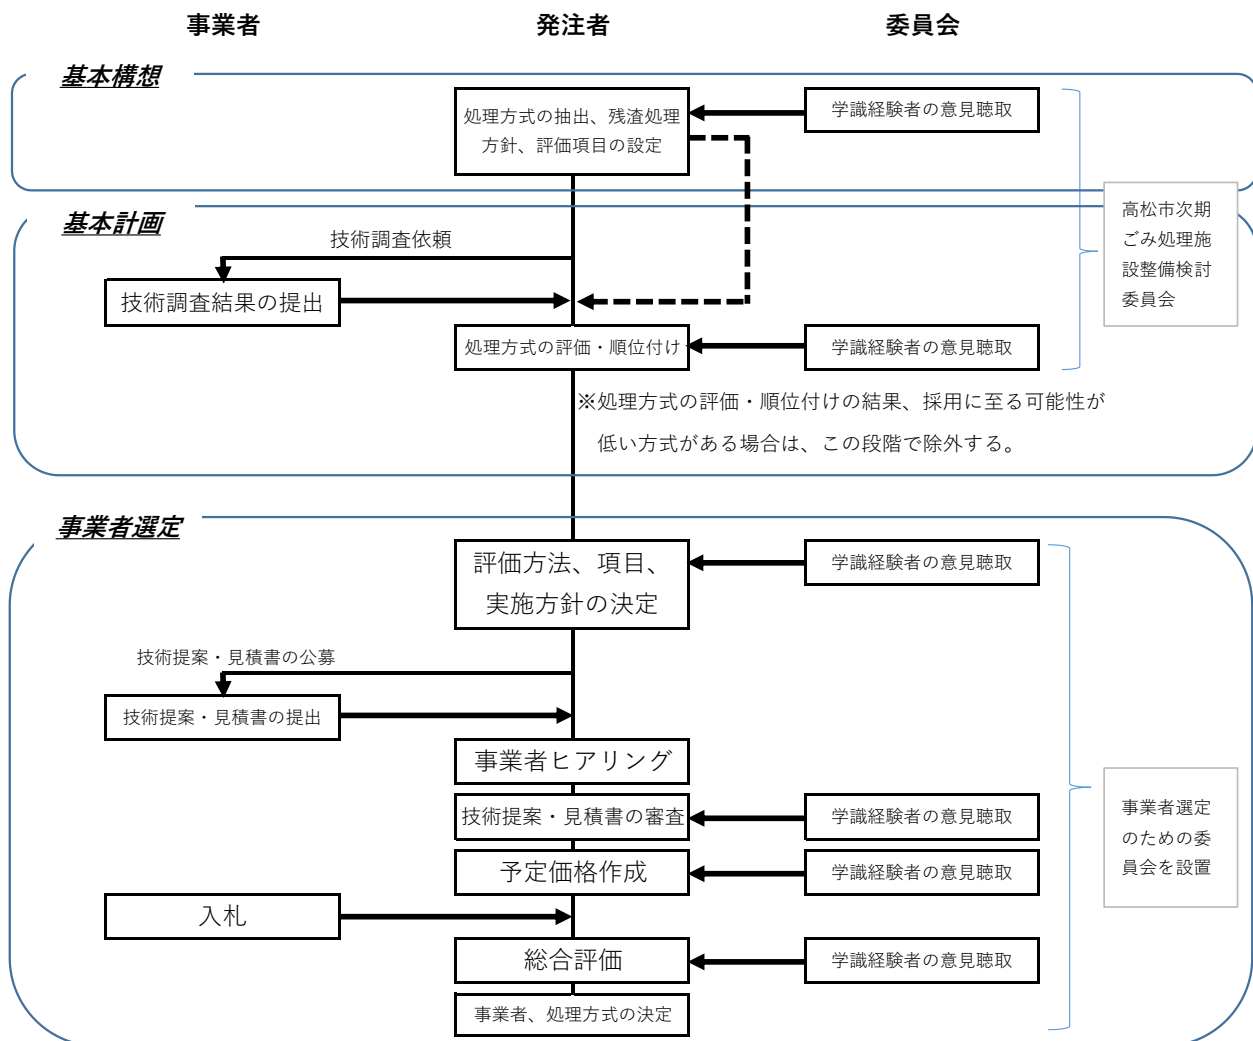 事業者
発注者
委員会
基本構想
処理方式の抽出、残渣処理
方針、評価項目の設定
学識経験者の意見聴取
高松市次期
ごみ処理施
設整備検討
委員会
基本計画
技術調査依頼
技術調査結果の提出
処理方式の評価・順位付け
学識経験者の意見聴取
※処理方式の評価・順位付けの結果、採用に至る可能性が
低い方式がある場合は、この段階で除外する。
事業者選定
評価方法、項目、
実施方針の決定
学識経験者の意見聴取
技術提案・見積書の公募
技術提案・見積書の提出
事業者ヒアリング
技術提案・見積書の審査
学識経験者の意見聴取
事業者選定
のための委
員会を設置
予定価格作成
学識経験者の意見聴取
入札
総合評価
学識経験者の意見聴取
事業者、処理方式の決定